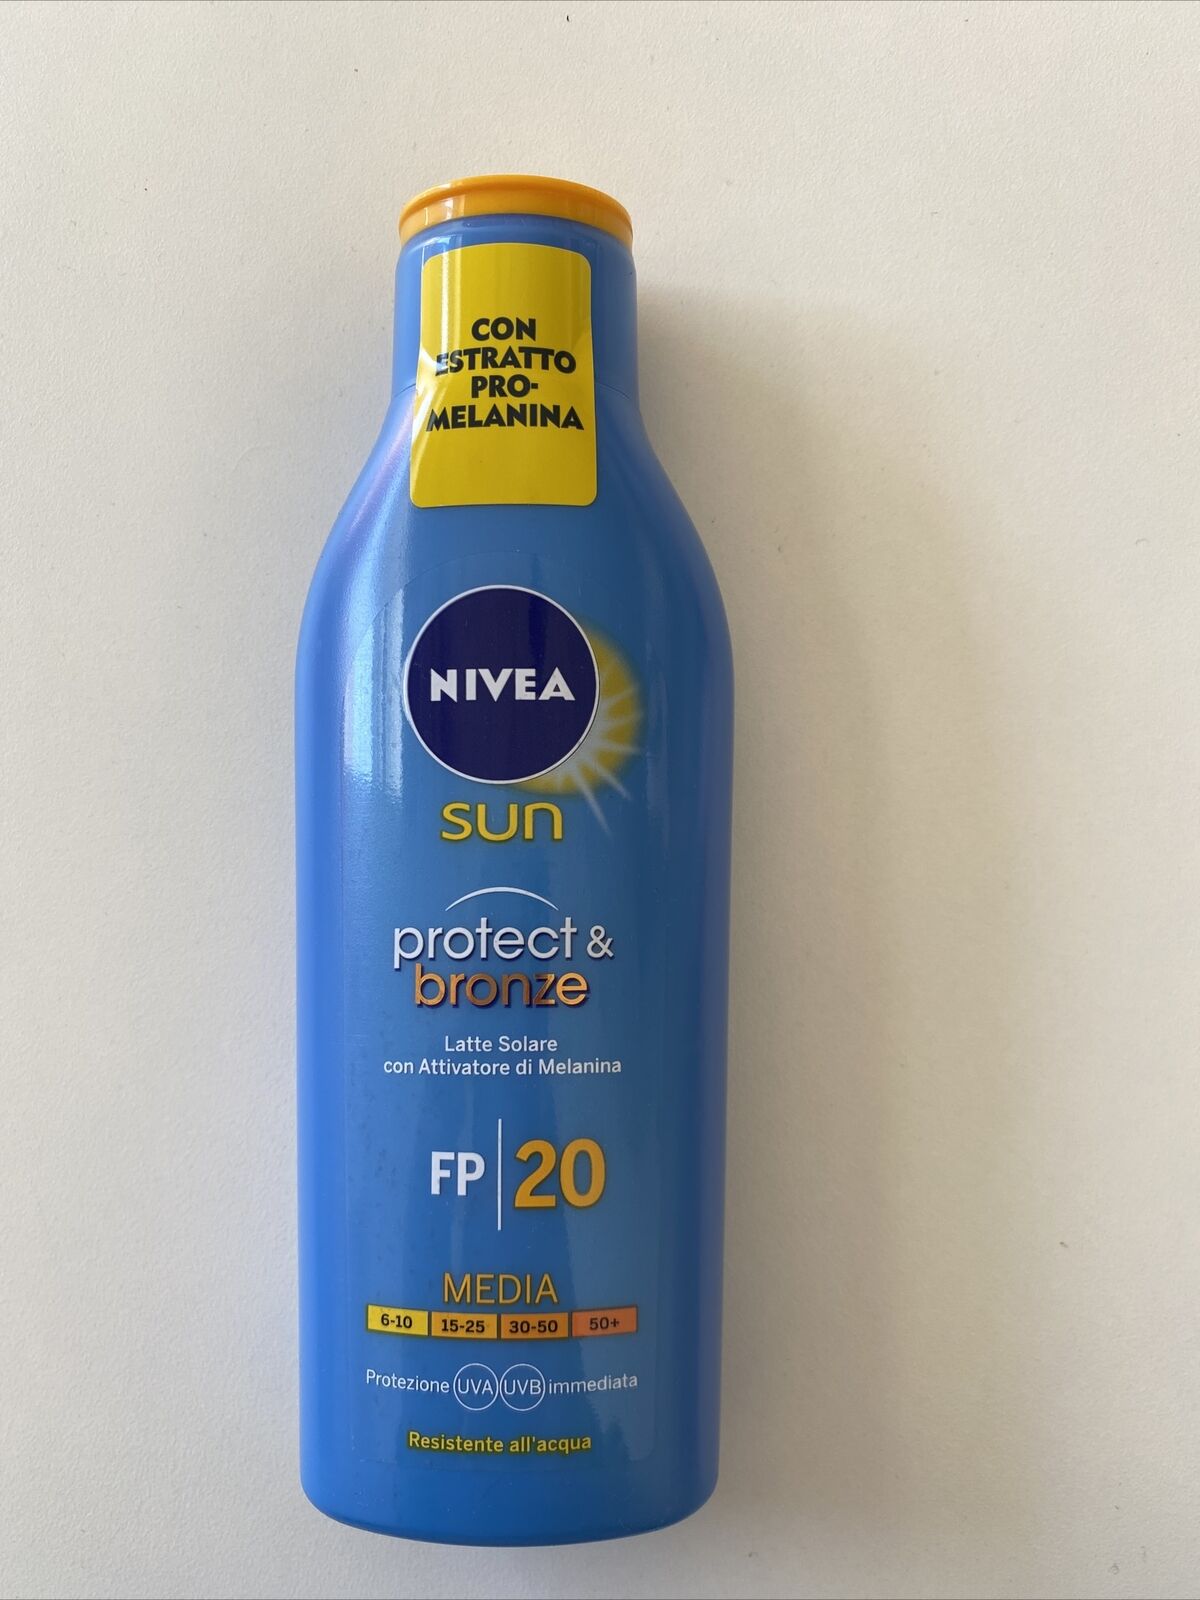 CON
ESTRATTO
PRO-
MELANINA
NIVEA
sun
protect &
bronze
Latte Solare
con Attivatore di Melanina
FP 20
MEDIA
6-10 15-25 30-50 50+
Protezione UVA UVB immediata
Resistente all'acqua